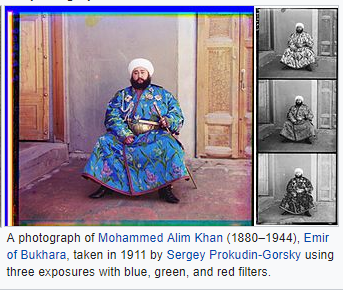 A photograph of Mohammed Alim Khan (1880–1944), Emir
of Bukhara, taken in 1911 by Sergey Prokudin-Gorsky using
three exposures with blue, green, and red filters.